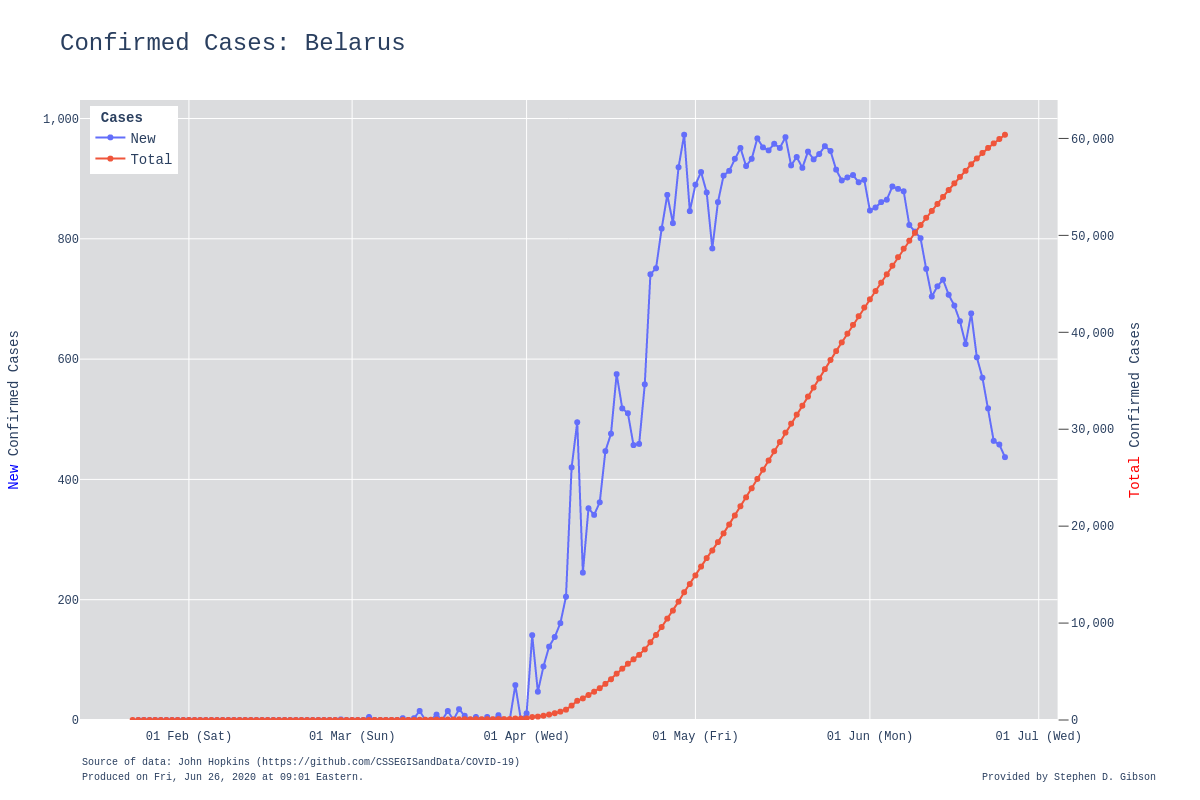 Confirmed Cases: Belarus
Cases
New
Total
1,000
800
600
400
200
0
New Confirmed Cases
60,000
50,000
40,000
30,000
20,000
10,000
0
Total Confirmed Cases
01 Feb (Sat) 01 Mar (Sun) 01 Apr (Wed) 01 May (Fri) 01 Jun (Mon) 01 Jul (Wed)
Source of data: John Hopkins (https://github.com/CSSEGISandData/COVID-19)
Produced on Fri, Jun 26, 2020 at 09:01 Eastern.
Provided by Stephen D. Gibson